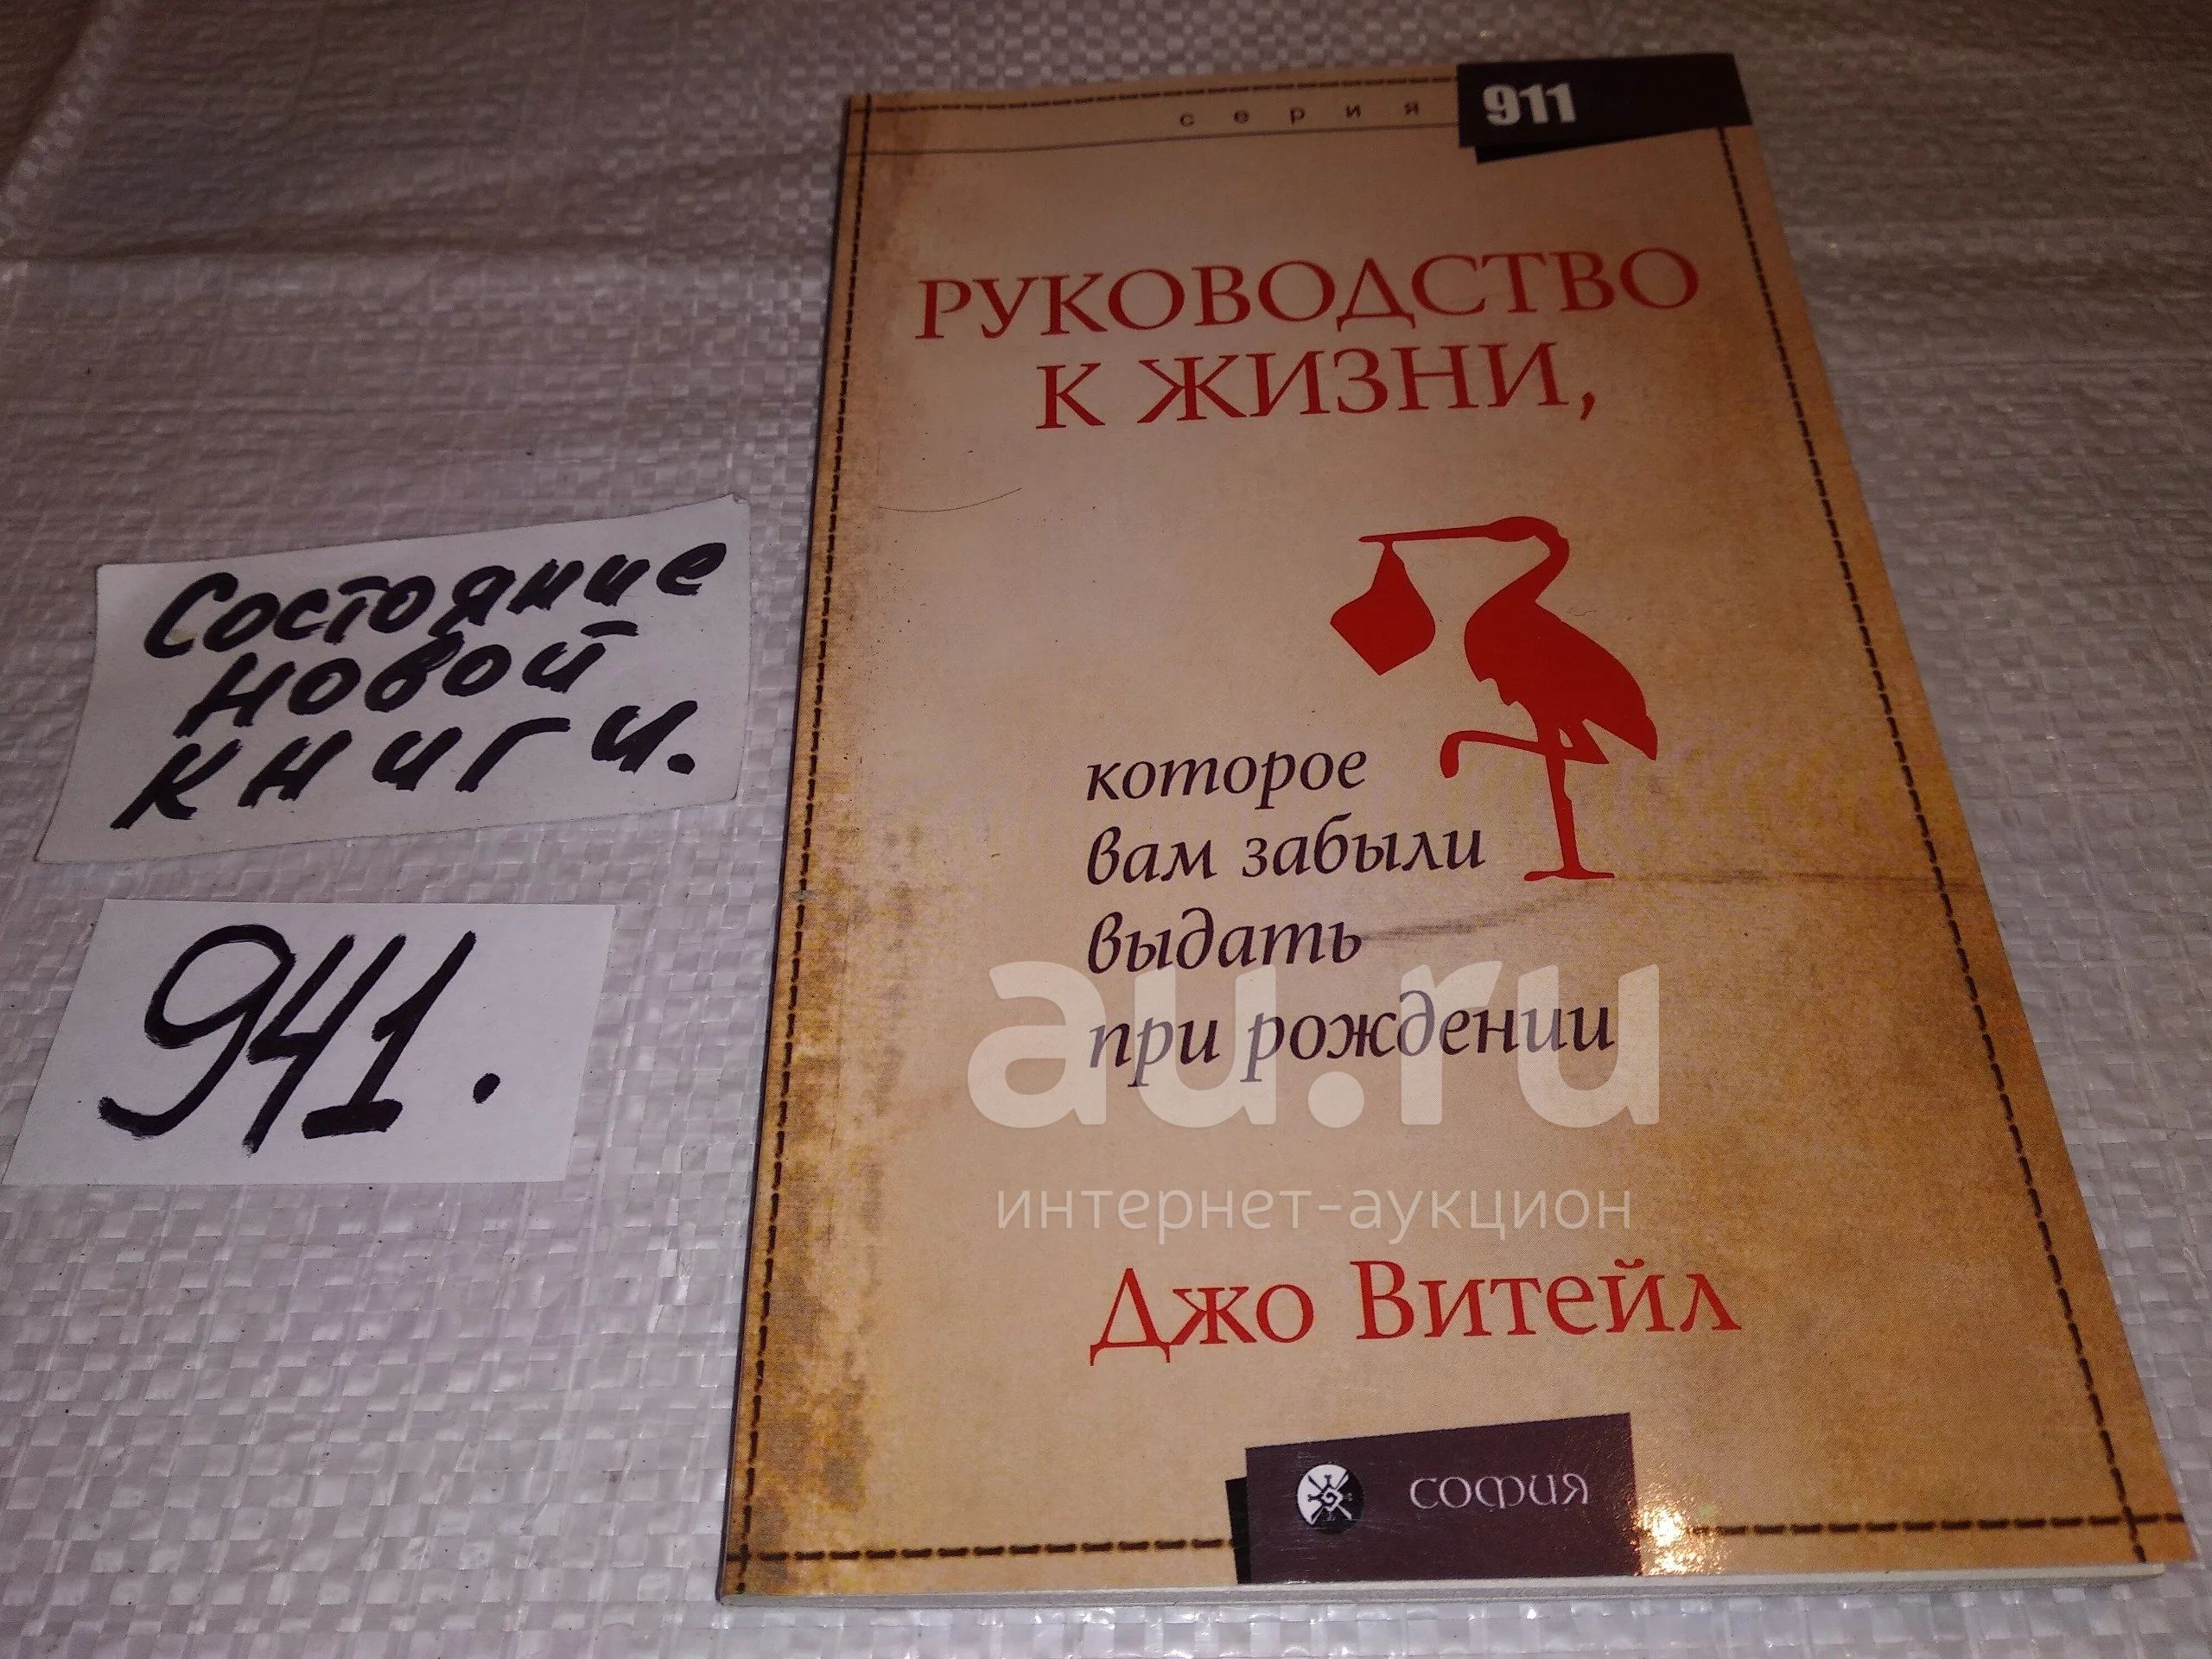 серия 911
РУКОВОДСТВО
К ЖИЗНИ,
которое
вам забыли
выдать
при рождении
Джо Витейл
софия
Состояние
новой
книги.
941.
au.ru
интернет-аукцион